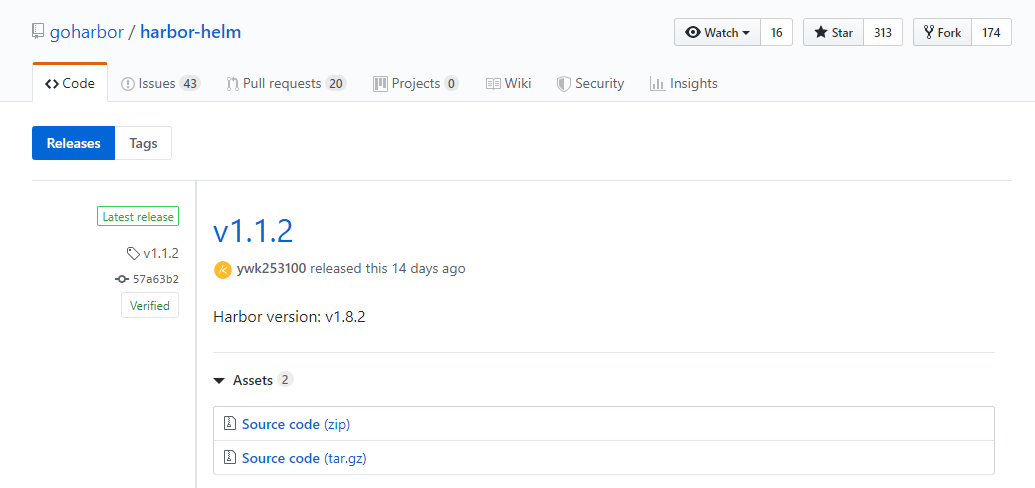 goharbor / harbor-helm
Watch 16 Star 313 Fork 174
Code Issues 43 Pull requests 20 Projects 0 Wiki Security Insights
Releases Tags
Latest release
v1.1.2
57a63b2
Verified
v1.1.2
ywk253100 released this 14 days ago
Harbor version: v1.8.2
Assets 2
Source code (zip)
Source code (tar.gz)